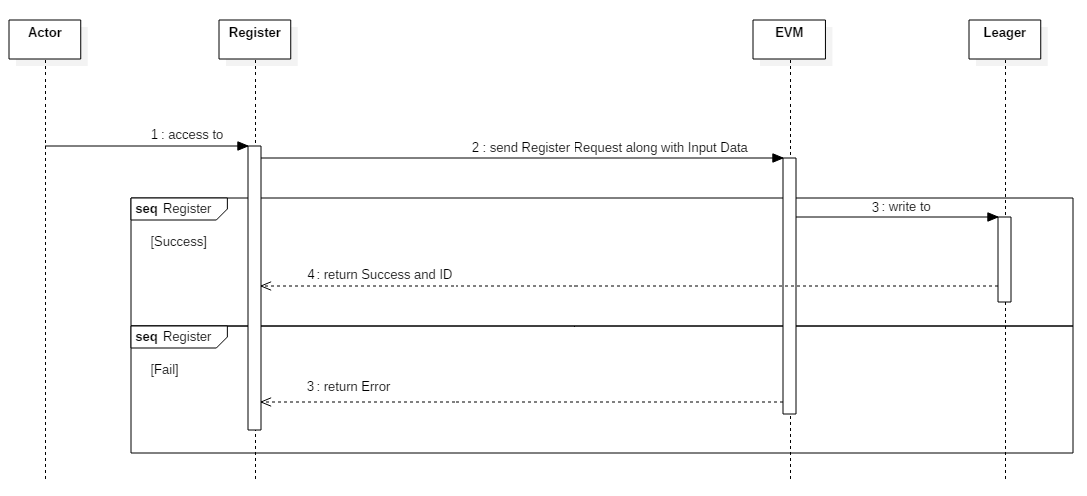 Actor
Register
EVM
Leager
1 : access to
2 : send Register Request along with Input Data
seq Register
3 : write to
[Success]
4 : return Success and ID
seq Register
[Fail]
3 : return Error